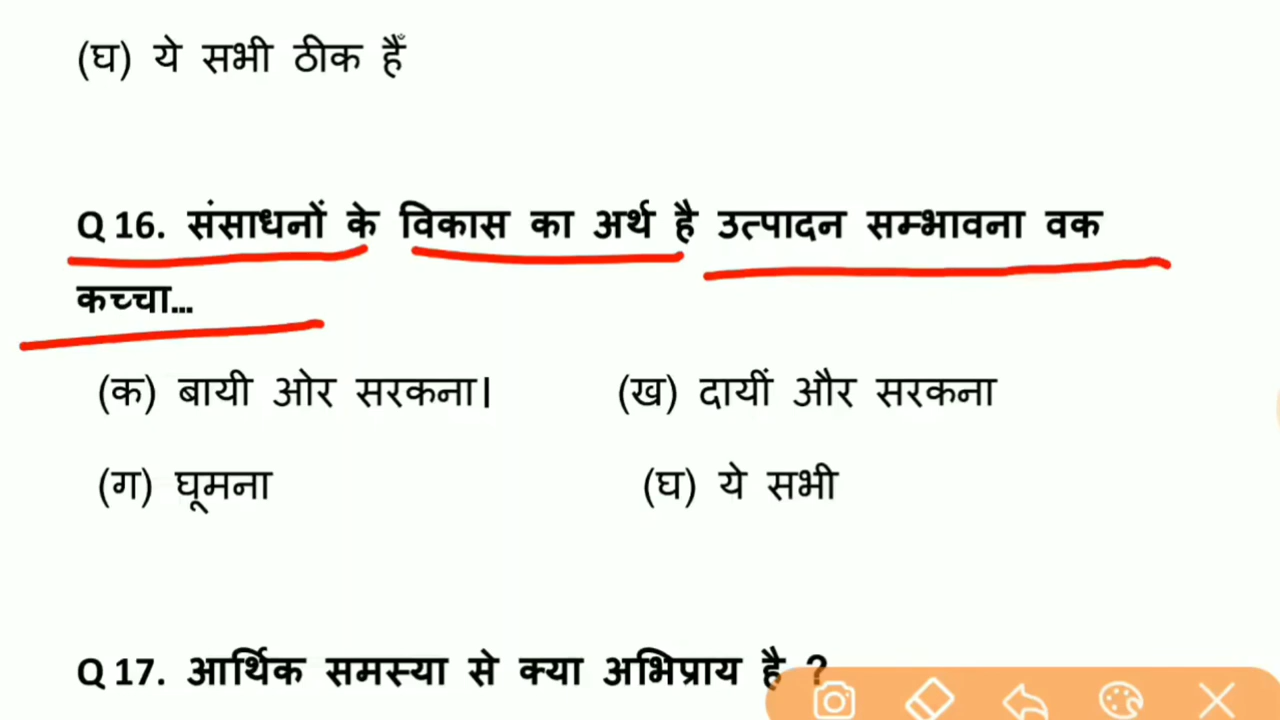 (घ) ये सभी ठीक हैँ
Q 16. संसाधनों के विकास का अर्थ है उत्पादन सम्भावना वक
कच्चा...
(क) बायी ओर सरकना। (ख) दायीं और सरकना
(ग) घूमना (घ) ये सभी
Q 17. आर्थिक समस्या से क्या अभिप्राय है ?